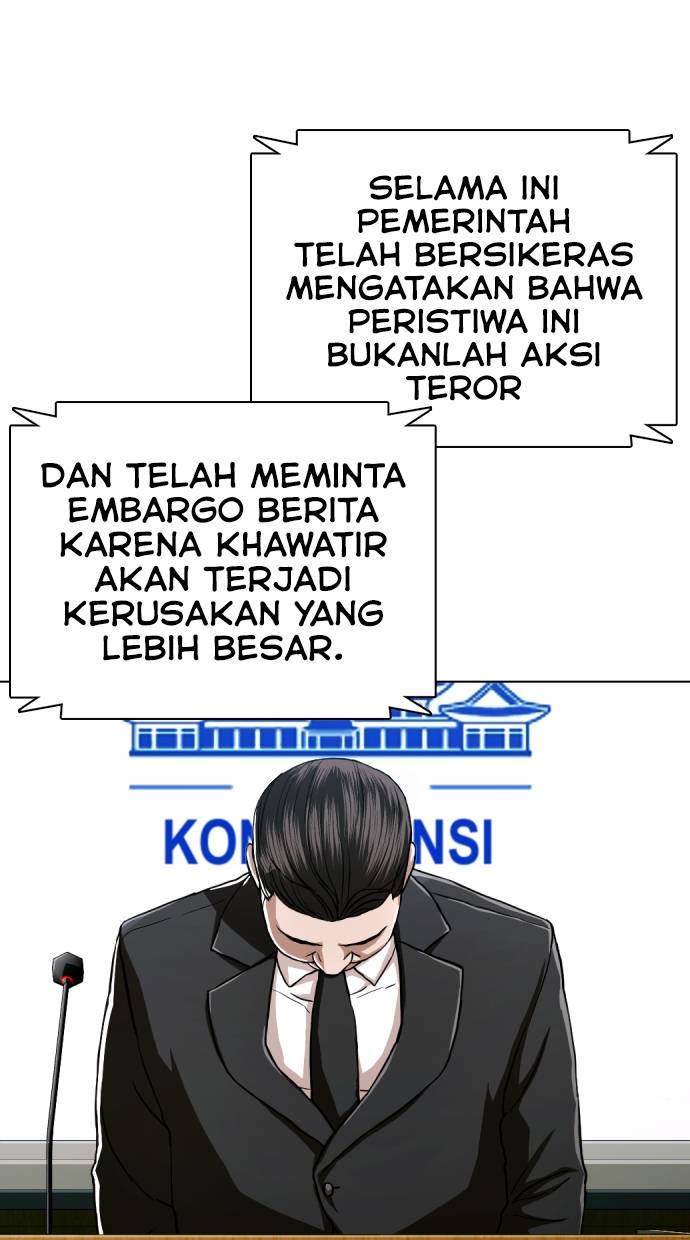 SELAMA INI
PEMERINTAH
TELAH BERSIKERAS
MENGATAKAN BAHWA
PERISTIWA INI
BUKANLAH AKSI
TEROR
DAN TELAH MEMINTA
EMBARGO BERITA
KARENA KHAWATIR
AKAN TERJADI
KERUSAKAN YANG
LEBIH BESAR.